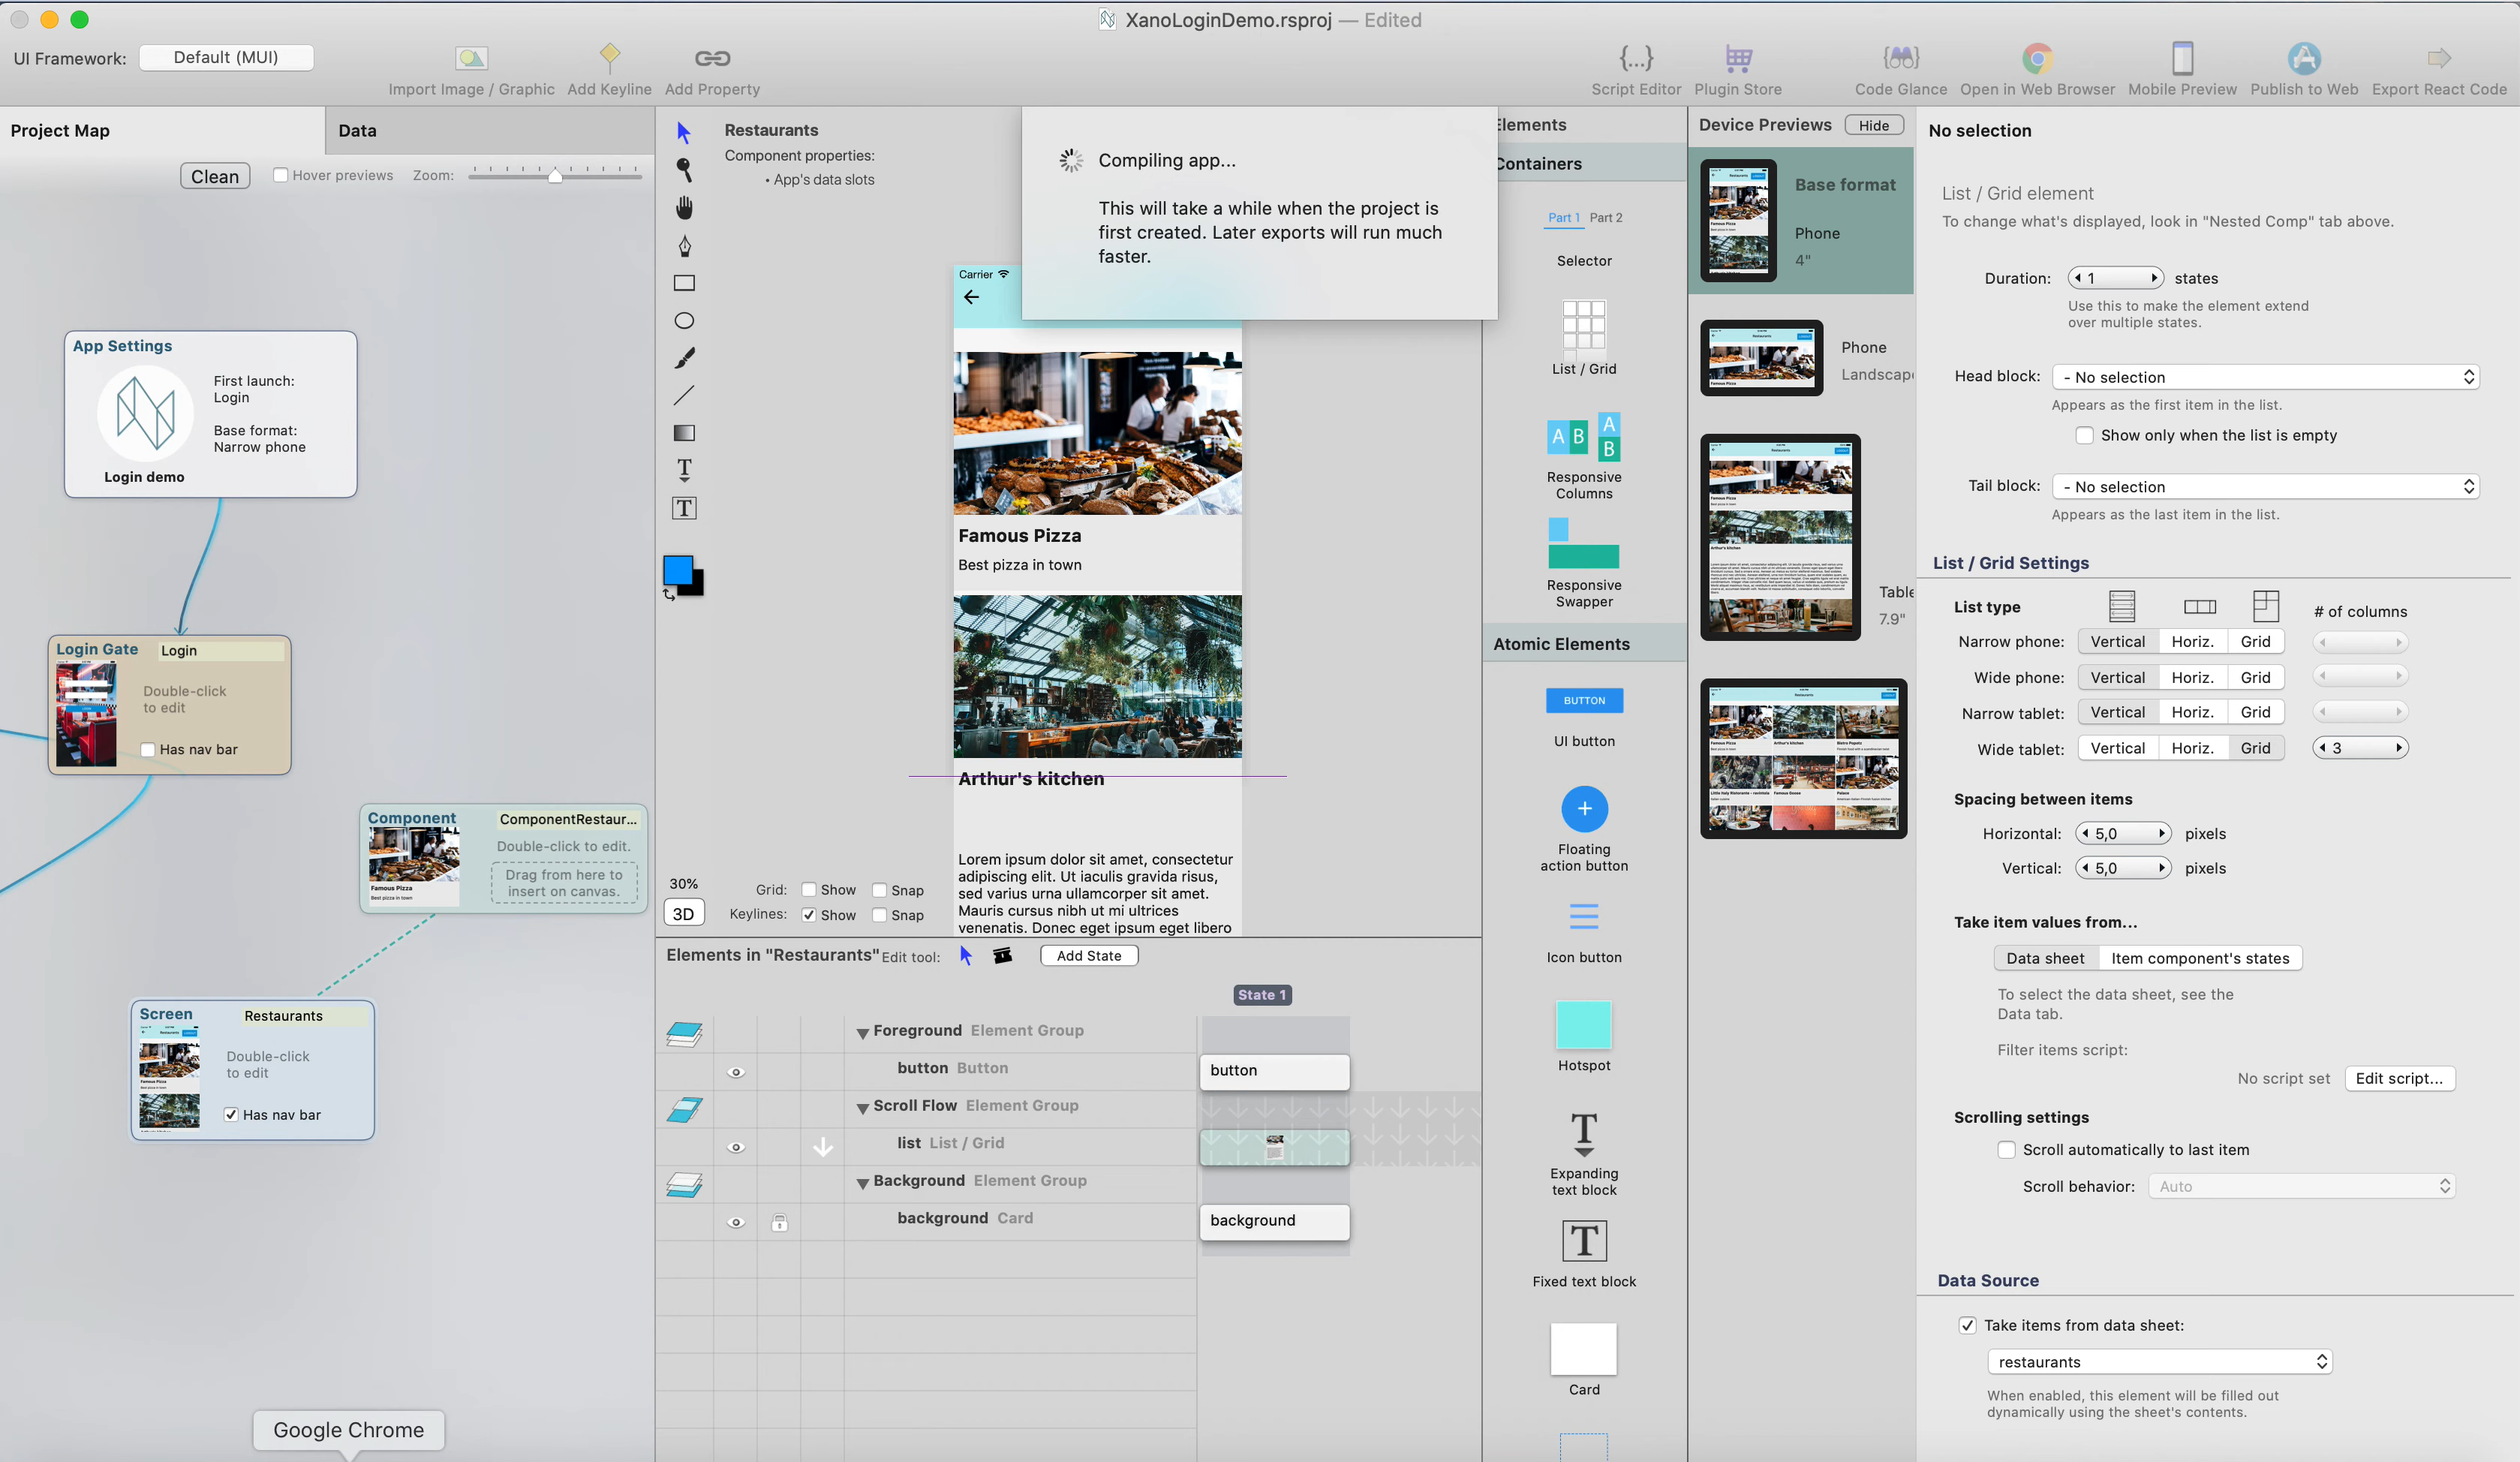 XanoLoginDemo.rsproj — Edited
UI Framework:
Default (MUI)
Import Image / Graphic
Add Keyline
Add Property
Script Editor
Plugin Store
Code Glance
Open in Web Browser
Mobile Preview
Publish to Web
Export React Code
Project Map
Data
Clean
Hover previews
Zoom:
App Settings
First launch:
Login
Base format:
Narrow phone
Login demo
Login Gate
Login
Double-click
to edit
Has nav bar
Component
ComponentRestaur...
Double-click to edit.
Drag from here to
insert on canvas.
Famous Pizza
Best pizza in town
Screen
Restaurants
Double-click
to edit
Has nav bar
Google Chrome
Restaurants
Component properties:
• App's data slots
Compiling app...
This will take a while when the project is
first created. Later exports will run much
faster.
Carrier
Famous Pizza
Best pizza in town
Arthur's kitchen
Lorem ipsum dolor sit amet, consectetur
adipiscing elit. Ut iaculis gravida risus,
sed varius urna ullamcorper sit amet.
Mauris cursus nibh ut mi ultrices
venenatis. Donec eget ipsum eget libero
T
T
30%
3D
Grid:
Show
Snap
Keylines:
Show
Snap
Elements in "Restaurants"
Edit tool:
Add State
State 1
Foreground Element Group
button Button
button
Scroll Flow Element Group
list List / Grid
Background Element Group
background Card
background
Elements
Containers
Part 1 Part 2
Selector
List / Grid
A B
A
B
Responsive
Columns
Responsive
Swapper
Atomic Elements
BUTTON
UI button
Floating
action button
Icon button
Hotspot
T
Expanding
text block
T
Fixed text block
Card
Device Previews
Hide
Base format
Phone
4"
Phone
Landscape
Table
7.9"
No selection
List / Grid element
To change what's displayed, look in "Nested Comp" tab above.
Duration:
1
states
Use this to make the element extend
over multiple states.
Head block:
- No selection
Appears as the first item in the list.
Show only when the list is empty
Tail block:
- No selection
Appears as the last item in the list.
List / Grid Settings
List type
# of columns
Narrow phone:
Vertical
Horiz.
Grid
Wide phone:
Vertical
Horiz.
Grid
Narrow tablet:
Vertical
Horiz.
Grid
Wide tablet:
Vertical
Horiz.
Grid
3
Spacing between items
Horizontal:
5,0
pixels
Vertical:
5,0
pixels
Take item values from...
Data sheet
Item component's states
To select the data sheet, see the
Data tab.
Filter items script:
No script set
Edit script...
Scrolling settings
Scroll automatically to last item
Scroll behavior:
Auto
Data Source
Take items from data sheet:
restaurants
When enabled, this element will be filled out
dynamically using the sheet's contents.